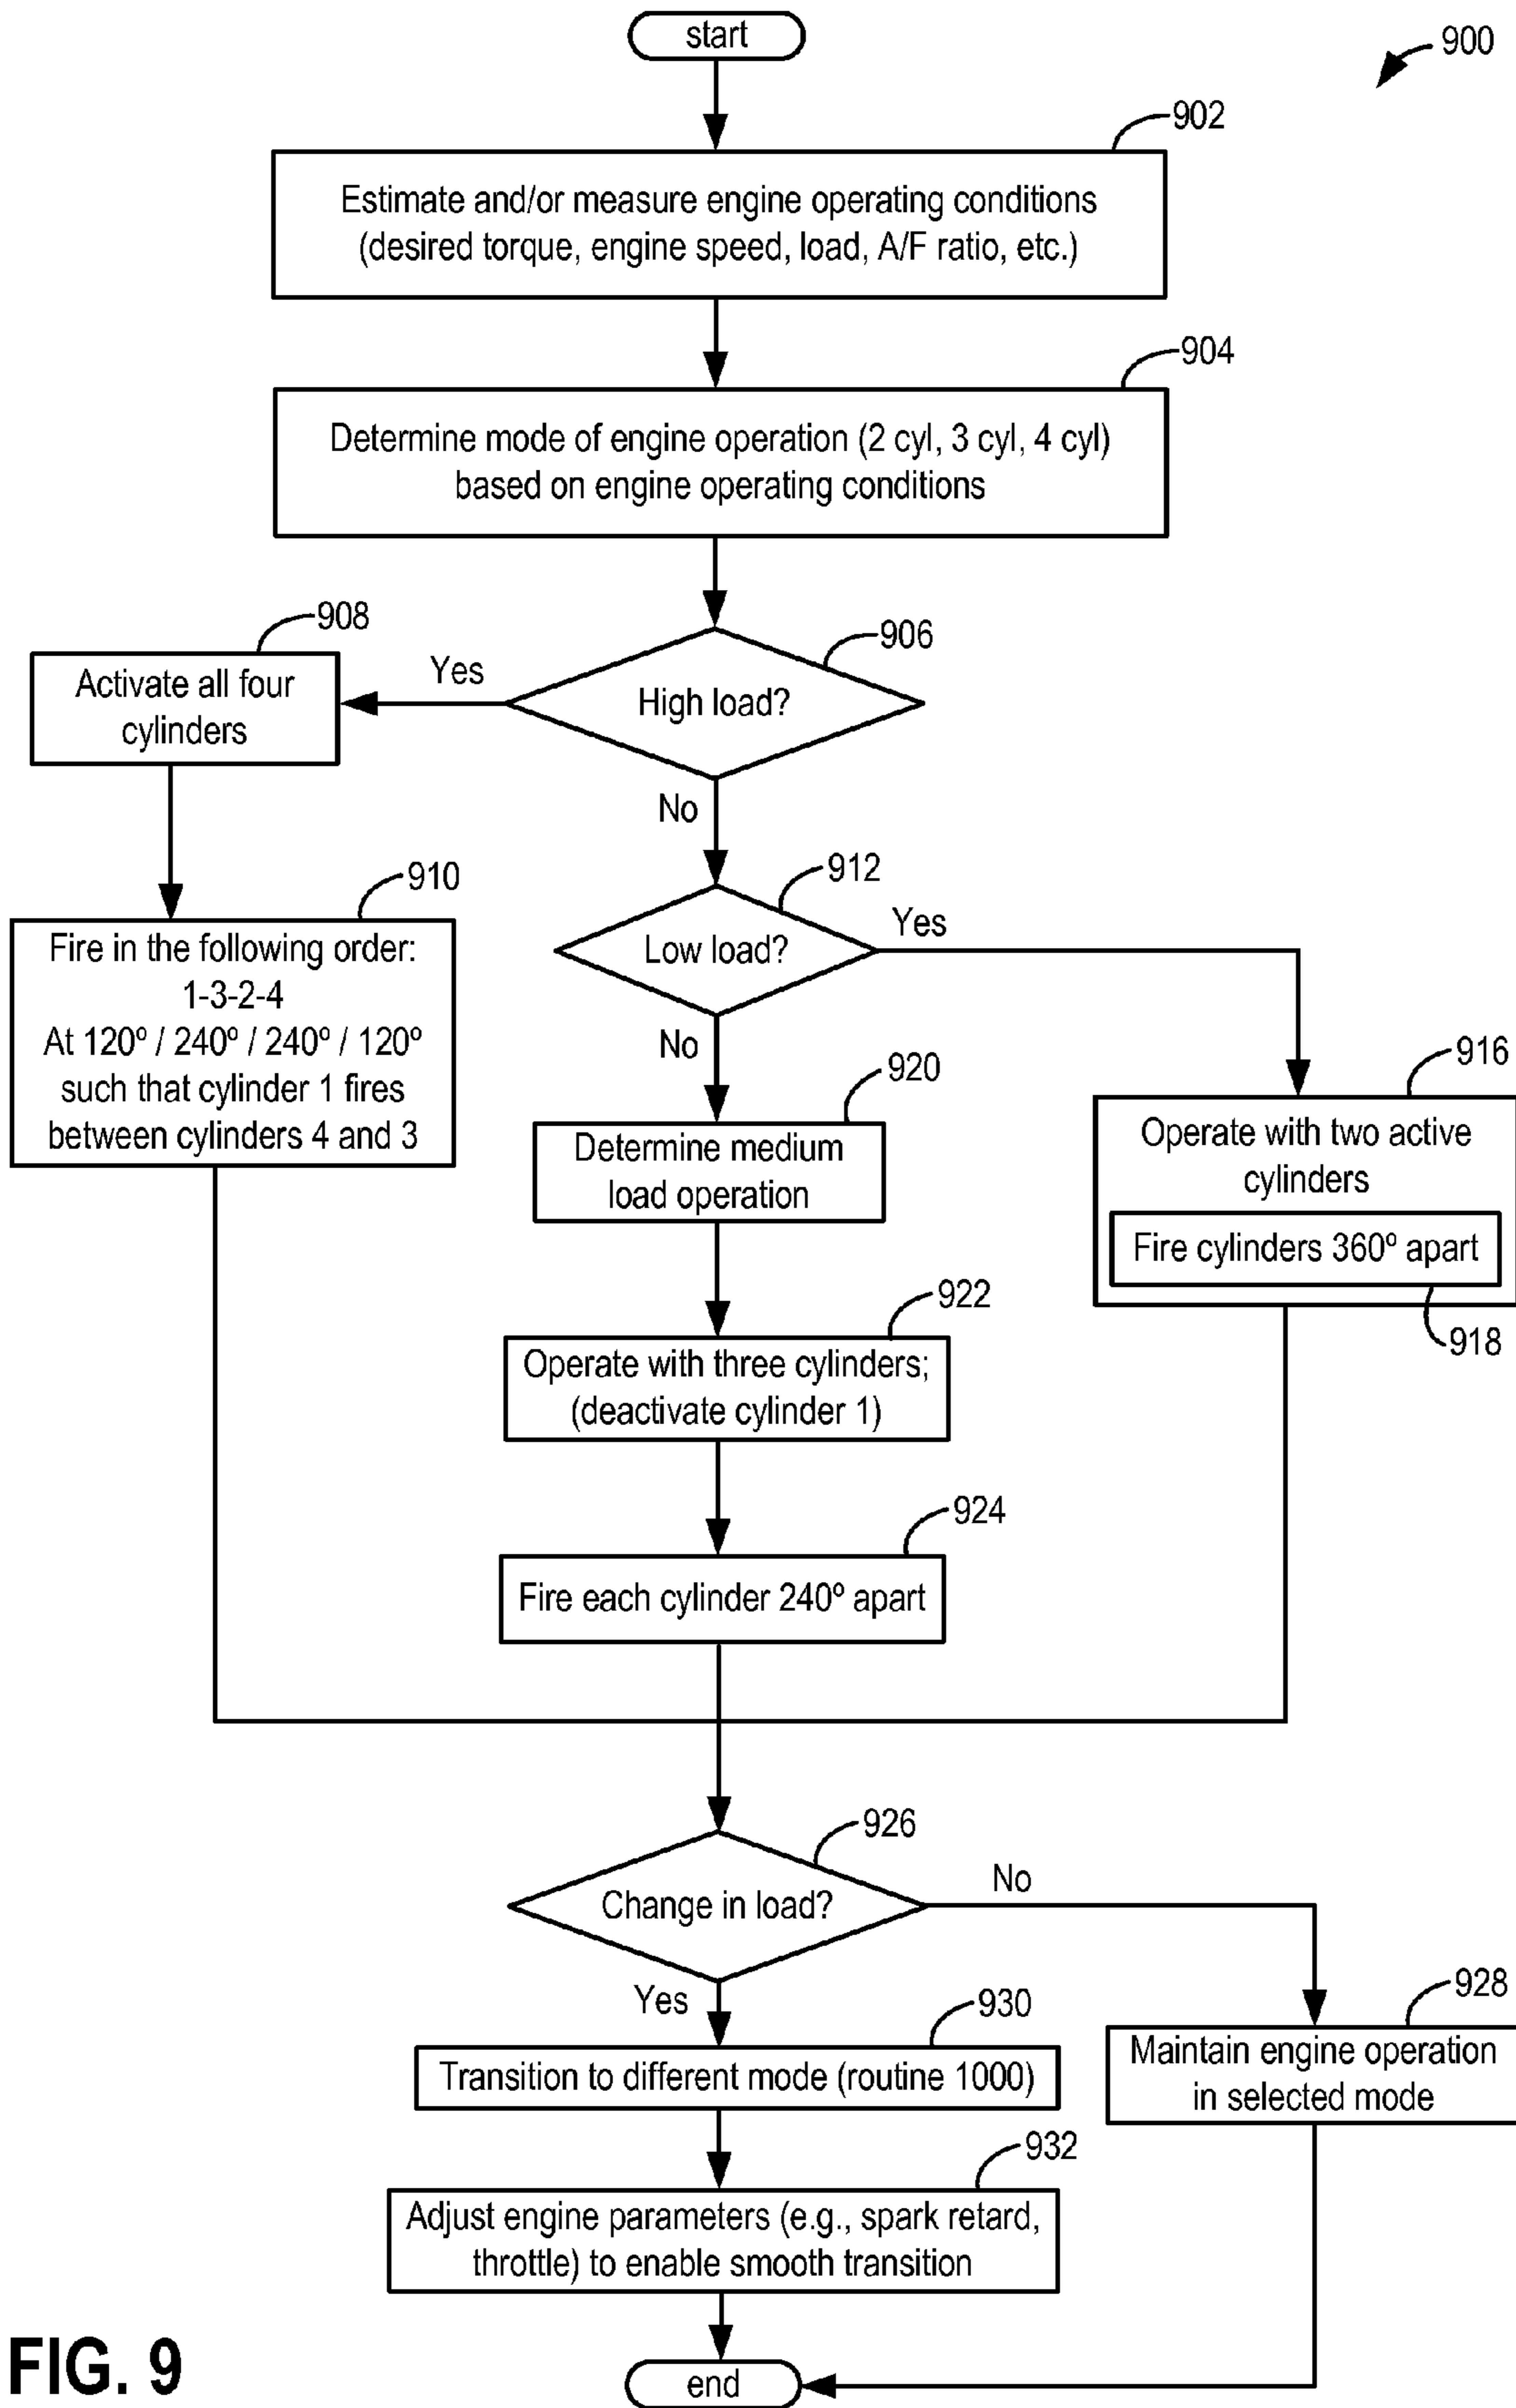 start
900
902
Estimate and/or measure engine operating conditions
(desired torque, engine speed, load, A/F ratio, etc.)
904
Determine mode of engine operation (2 cyl, 3 cyl, 4 cyl)
based on engine operating conditions
908
906
Activate all four
cylinders
Yes
High load?
No
910
912
Fire in the following order:
1-3-2-4
At 120º / 240º / 240º / 120º
such that cylinder 1 fires
between cylinders 4 and 3
Low load?
Yes
No
920
916
Determine medium
load operation
Operate with two active
cylinders
Fire cylinders 360º apart
918
922
Operate with three cylinders;
(deactivate cylinder 1)
924
Fire each cylinder 240º apart
926
Change in load?
No
Yes
930
928
Transition to different mode (routine 1000)
Maintain engine operation
in selected mode
932
Adjust engine parameters (e.g., spark retard,
throttle) to enable smooth transition
end
FIG. 9